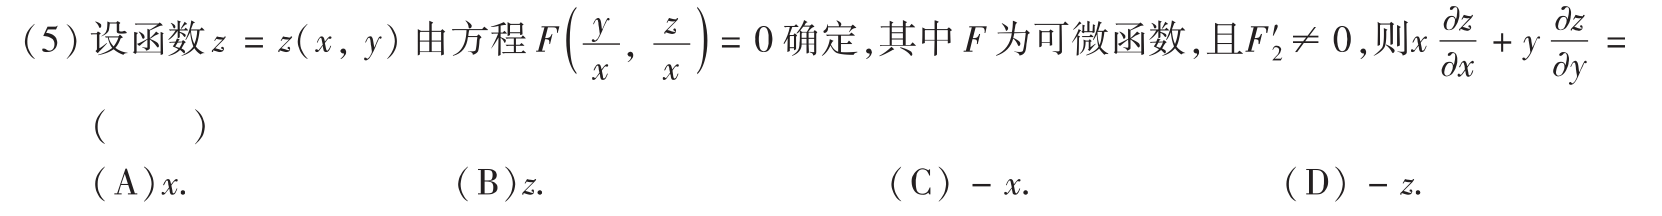 (5) 设函数 z = z(x, y) 由方程 F(y/x, z/x) = 0 确定,其中 F 为可微函数,且F′₂ ≠ 0,则x ∂z/∂x + y ∂z/∂y =
( )
(A)x. (B)z. (C) − x. (D) − z.